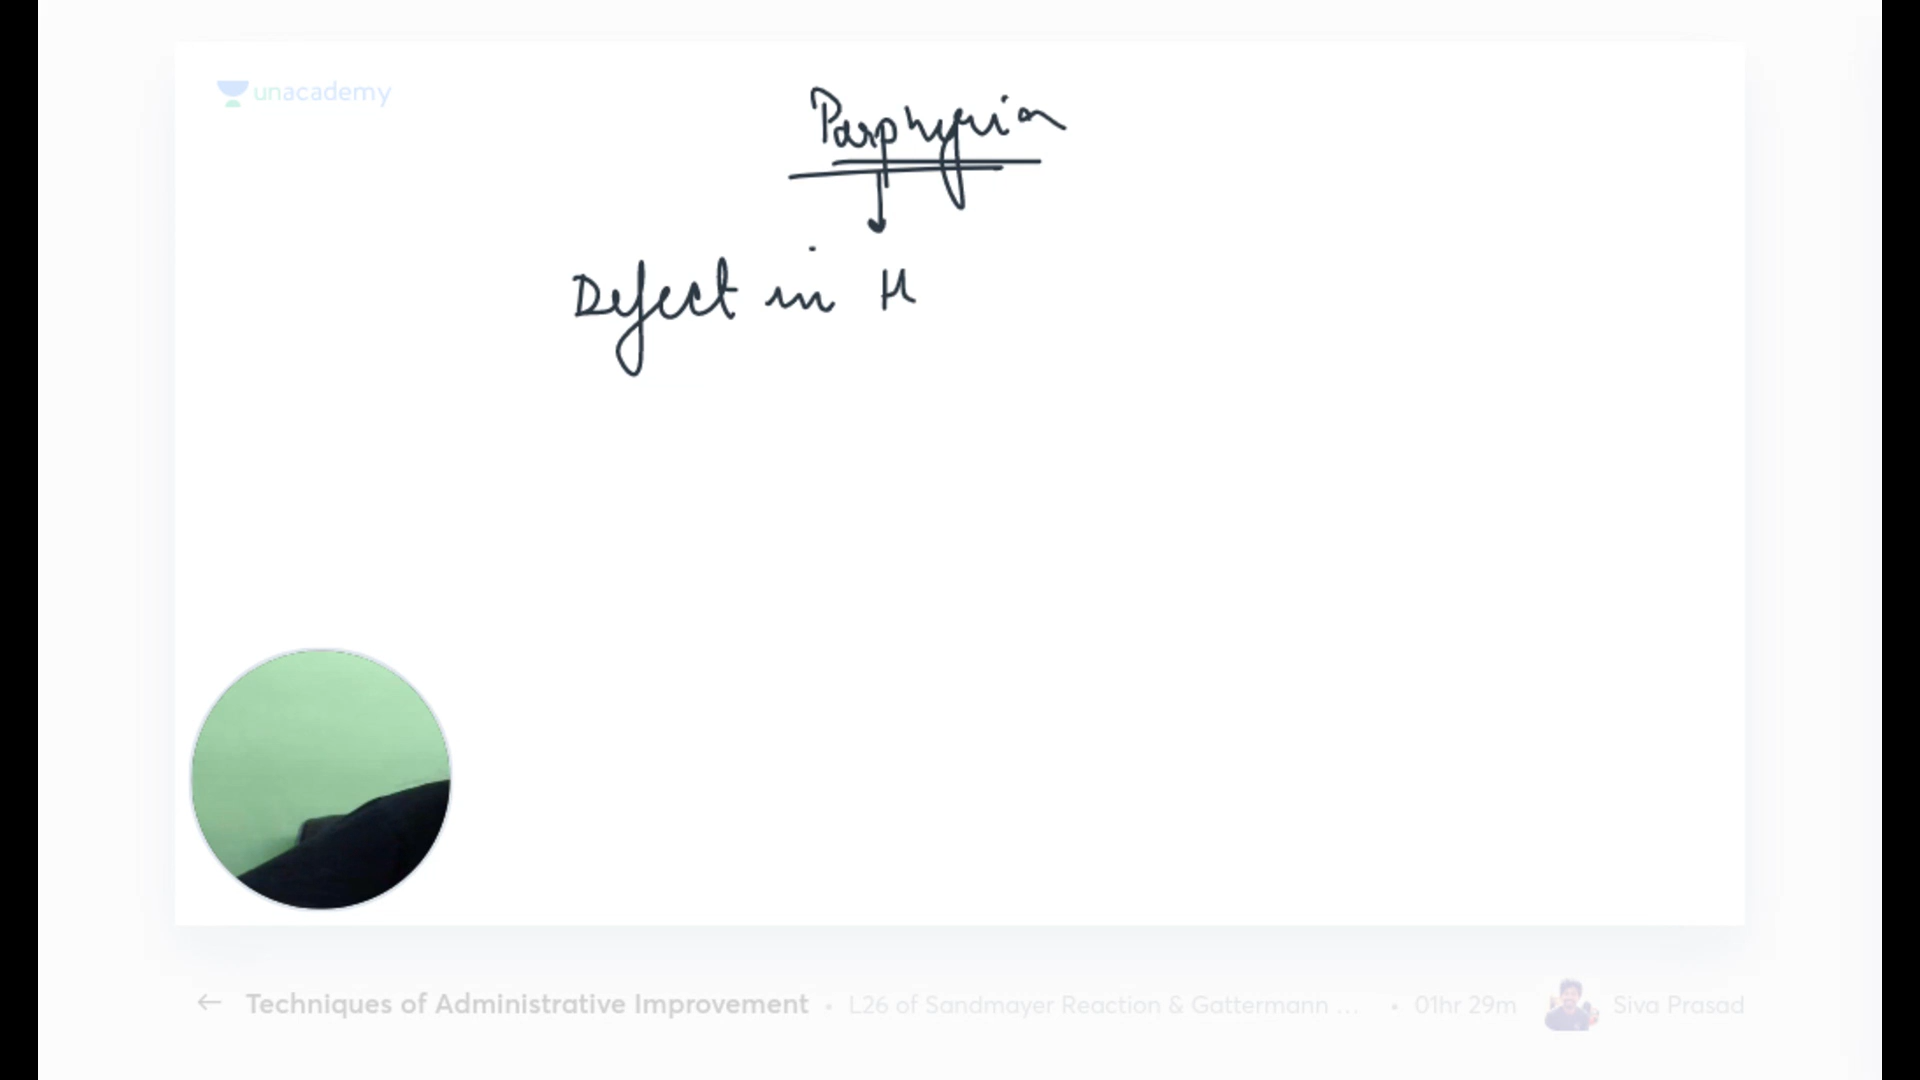 unacademy
Porphyria
Defect in H
← Techniques of Administrative Improvement • L26 of Sandmayer Reaction & Gattermann ... • 01hr 29m Siva Prasad